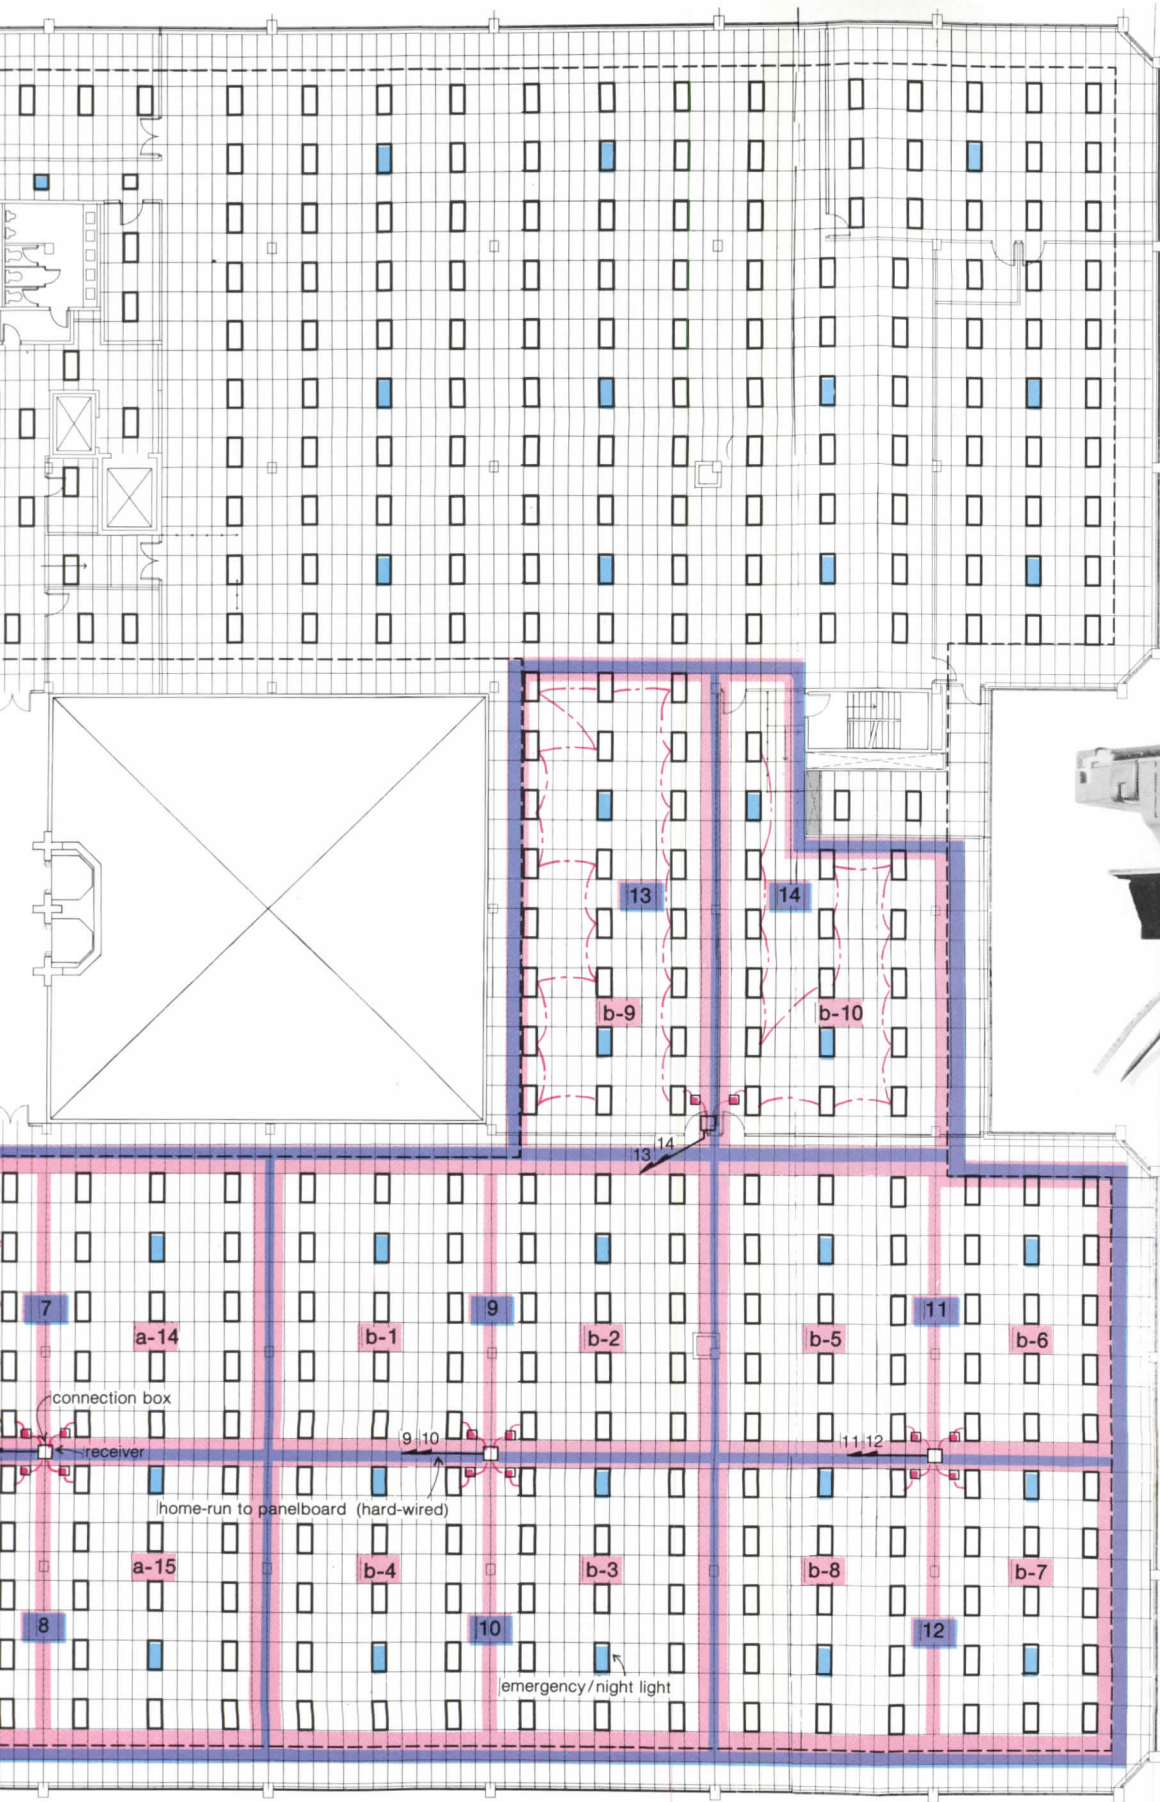 13
14
b-9
b-10
14
13
7
9
11
a-14
b-1
b-2
b-5
b-6
connection box
9 10
11 12
receiver
home-run to panelboard (hard-wired)
a-15
b-4
b-3
b-8
b-7
8
10
12
emergency/night light